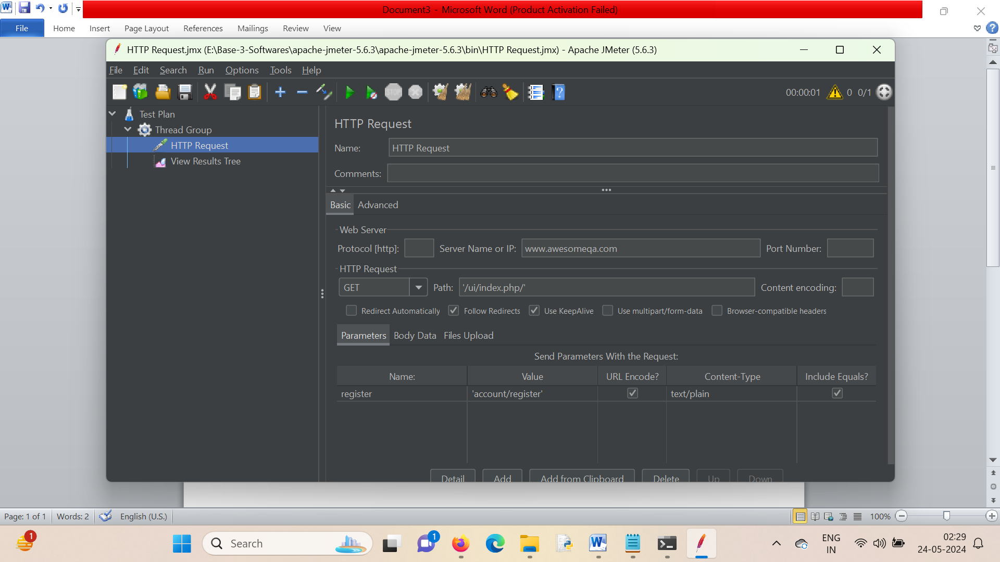 Document3 - Microsoft Word (Product Activation Failed)
File Home Insert Page Layout References Mailings Review View
?
HTTP Request.jmx (E:\Base-3-Softwares\apache-jmeter-5.6.3\apache-jmeter-5.6.3\bin\HTTP Request.jmx) - Apache JMeter (5.6.3)
File Edit Search Run Options Tools Help
STOP ? 00:00:01 0 0/1
Test Plan
Thread Group
HTTP Request
View Results Tree
HTTP Request
Name: HTTP Request
Comments:
Basic Advanced
Web Server
Protocol [http]: Server Name or IP: www.awesomeqa.com Port Number:
HTTP Request
GET Path: '/ui/index.php/' Content encoding:
Redirect Automatically Follow Redirects Use KeepAlive Use multipart/form-data Browser-compatible headers
Parameters Body Data Files Upload
Send Parameters With the Request:
Name: Value URL Encode? Content-Type Include Equals?
register 'account/register' text/plain
Detail Add Add from Clipboard Delete Up Down
Page: 1 of 1 Words: 2 English (U.S.) 100%
1 Search 1 ENG 02:29
IN 24-05-2024